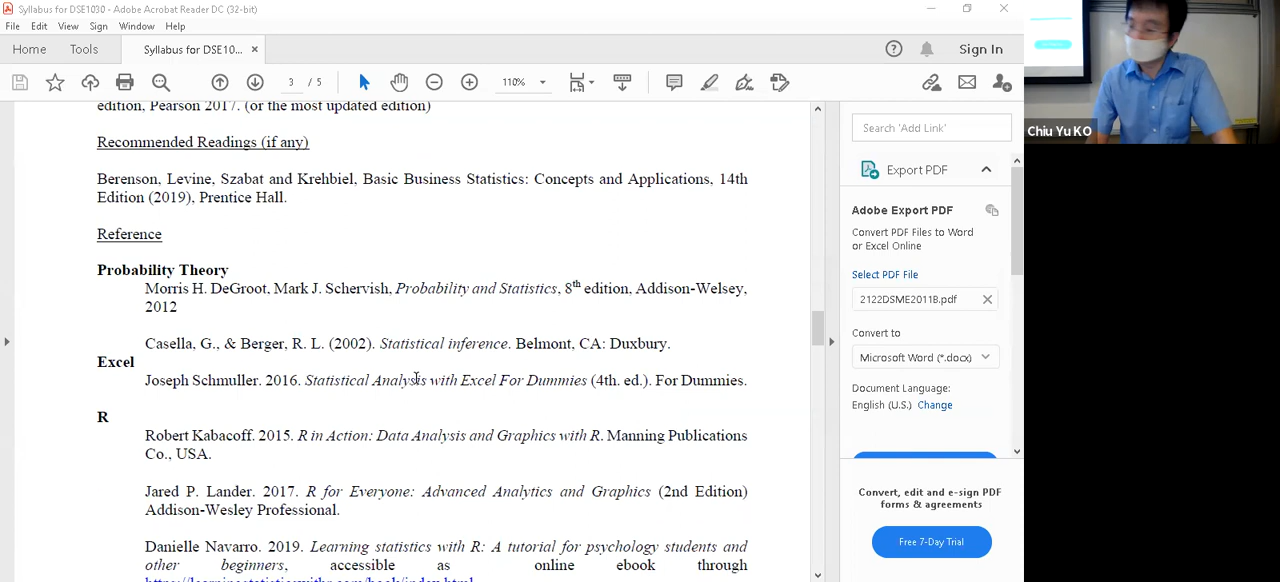 Syllabus for DSE1030 - Adobe Acrobat Reader DC (32-bit)
File Edit View Sign Window Help
Home Tools Syllabus for DSE10... × Sign In
3 / 5 110%
edition, Pearson 2017. (or the most updated edition)
Recommended Readings (if any)
Berenson, Levine, Szabat and Krehbiel, Basic Business Statistics: Concepts and Applications, 14th
Edition (2019), Prentice Hall.
Reference
Probability Theory
Morris H. DeGroot, Mark J. Schervish, Probability and Statistics, 8th edition, Addison-Welsey,
2012
Casella, G., & Berger, R. L. (2002). Statistical inference. Belmont, CA: Duxbury.
Excel
Joseph Schmuller. 2016. Statistical Analysis with Excel For Dummies (4th. ed.). For Dummies.
R
Robert Kabacoff. 2015. R in Action: Data Analysis and Graphics with R. Manning Publications
Co., USA.
Jared P. Lander. 2017. R for Everyone: Advanced Analytics and Graphics (2nd Edition)
Addison-Wesley Professional.
Danielle Navarro. 2019. Learning statistics with R: A tutorial for psychology students and
other beginners, accessible as online ebook through
https://learningstatisticswithr.com/book/index.html
Search 'Add Link'
Export PDF
Adobe Export PDF
Convert PDF Files to Word
or Excel Online
Select PDF File
2122DSME2011B.pdf
Convert to
Microsoft Word (*.docx)
Document Language:
English (U.S.) Change
Convert, edit and e-sign PDF
forms & agreements
Free 7-Day Trial
Chiu Yu KO